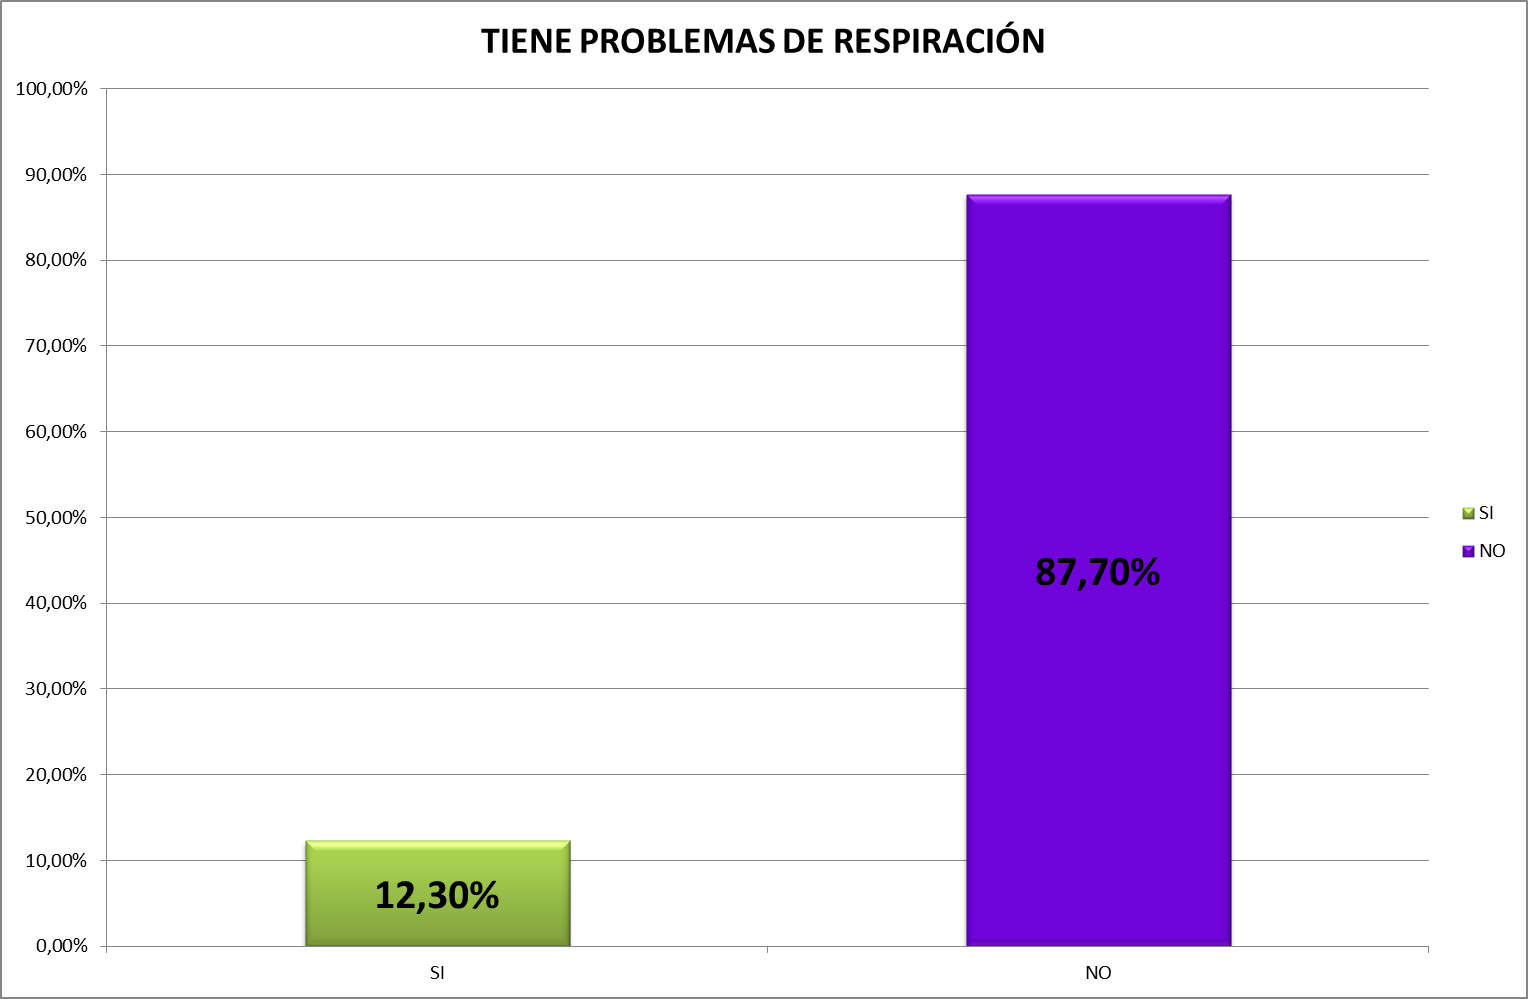 TIENE PROBLEMAS DE RESPIRACIÓN
100,00%
90,00%
80,00%
70,00%
60,00%
50,00%
40,00%
30,00%
20,00%
10,00%
0,00%
12,30%
87,70%
SI
NO
SI
NO